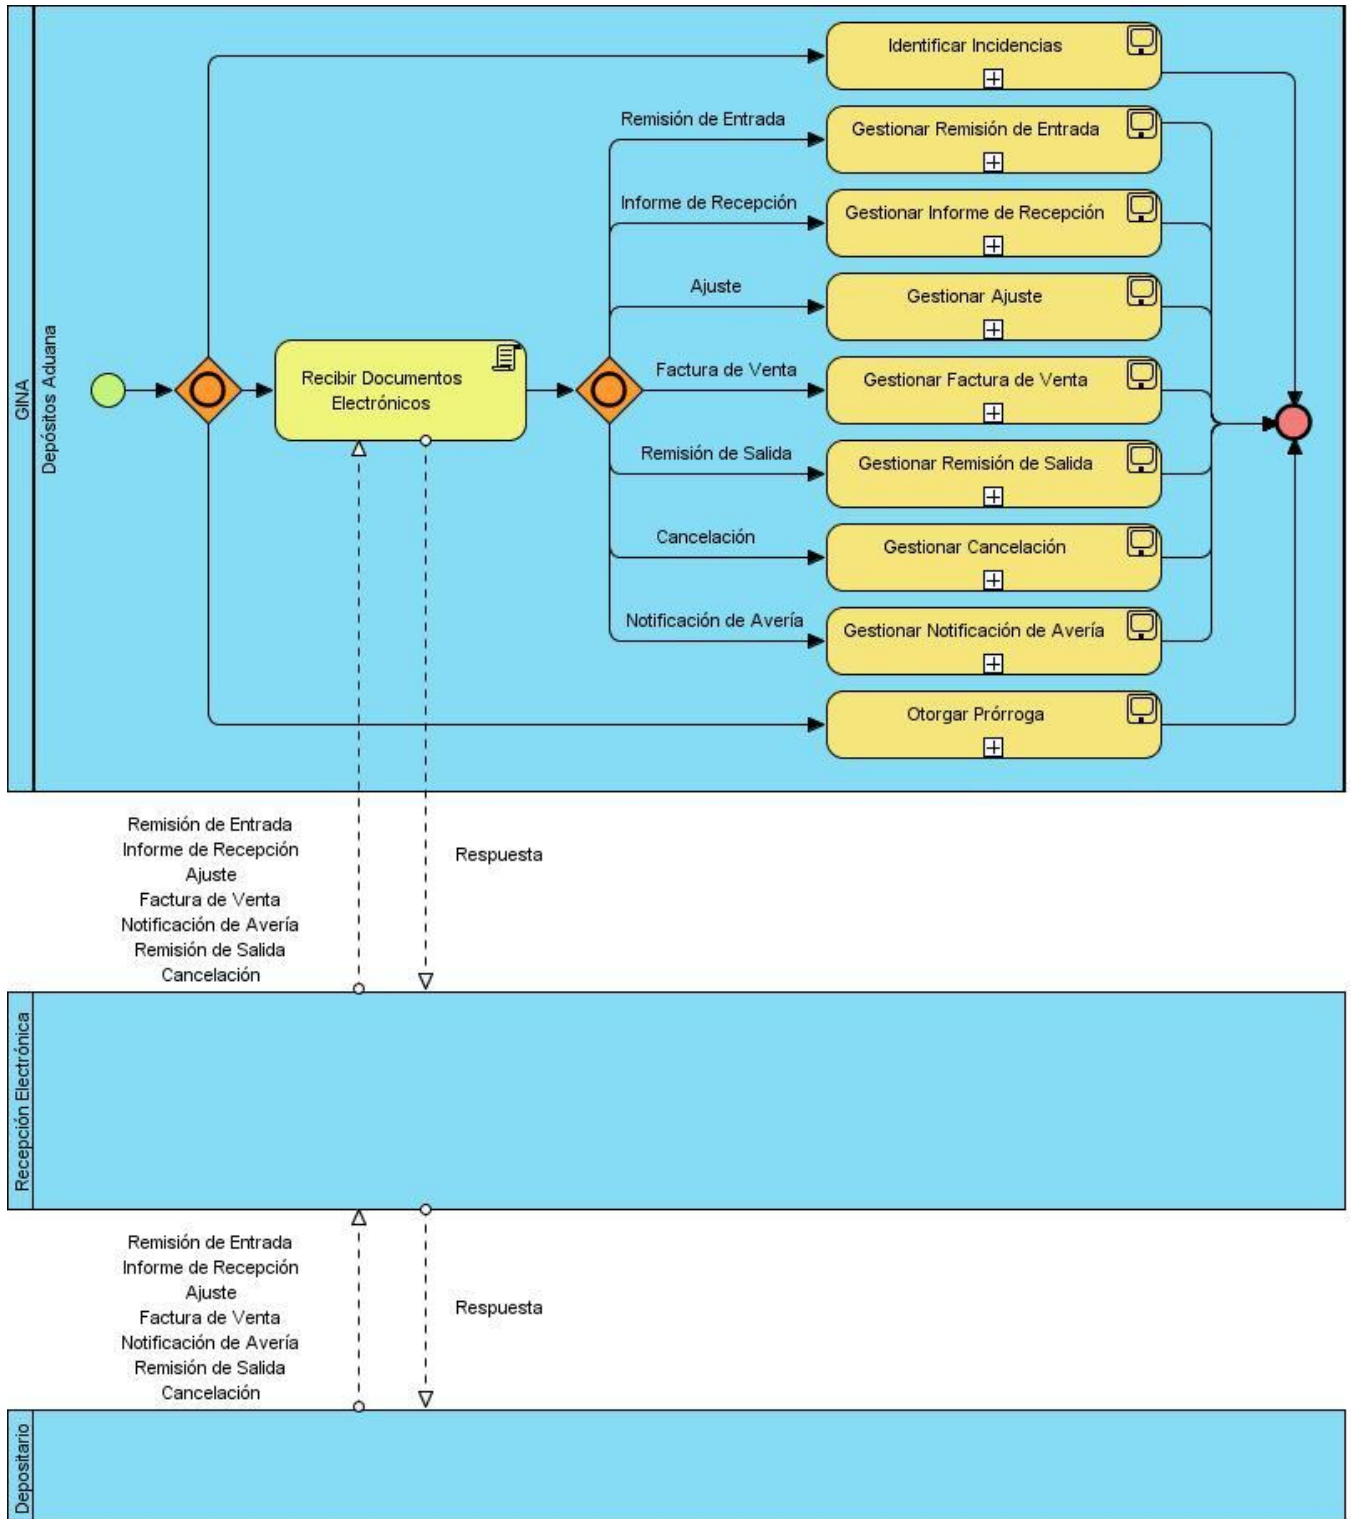 GINA
Depósitos Aduana
Identificar Incidencias
Remisión de Entrada
Gestionar Remisión de Entrada
Informe de Recepción
Gestionar Informe de Recepción
Ajuste
Gestionar Ajuste
Recibir Documentos
Electrónicos
Factura de Venta
Gestionar Factura de Venta
Remisión de Salida
Gestionar Remisión de Salida
Cancelación
Gestionar Cancelación
Notificación de Avería
Gestionar Notificación de Avería
Otorgar Prórroga
Remisión de Entrada
Informe de Recepción
Ajuste
Factura de Venta
Notificación de Avería
Remisión de Salida
Cancelación
Respuesta
Recepción Electrónica
Remisión de Entrada
Informe de Recepción
Ajuste
Factura de Venta
Notificación de Avería
Remisión de Salida
Cancelación
Respuesta
Depositario